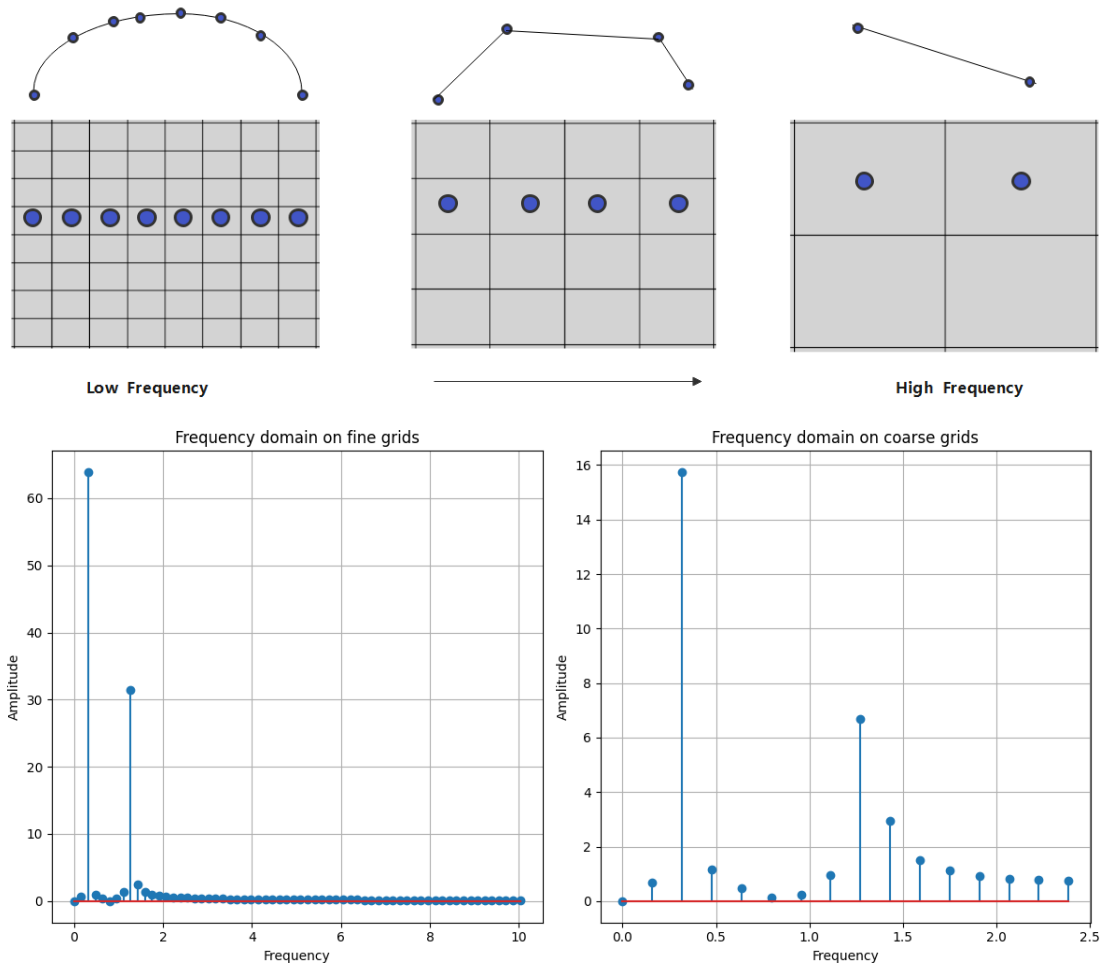 Low Frequency
High Frequency
Frequency domain on fine grids
Amplitude
60
50
40
30
20
10
0
0 2 4 6 8 10
Frequency
Frequency domain on coarse grids
Amplitude
16
14
12
10
8
6
4
2
0
0.0 0.5 1.0 1.5 2.0 2.5
Frequency